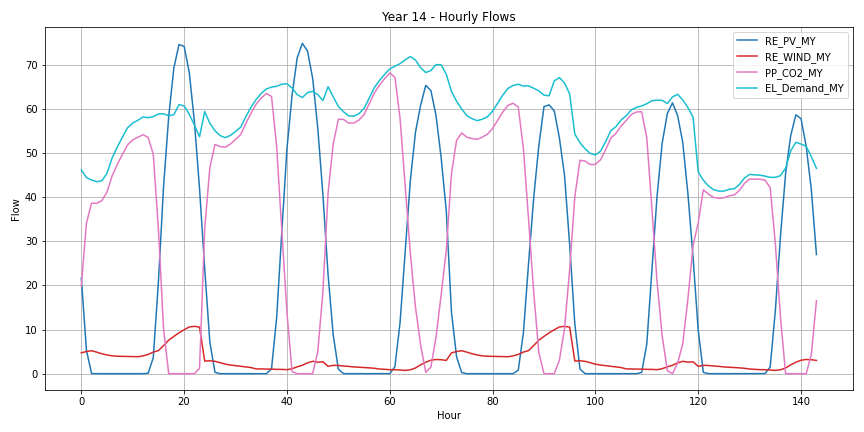 Year 14 - Hourly Flows
RE_PV_MY
RE_WIND_MY
PP_CO2_MY
EL_Demand_MY
Flow
70
60
50
40
30
20
10
0
0 20 40 60 80 100 120 140
Hour